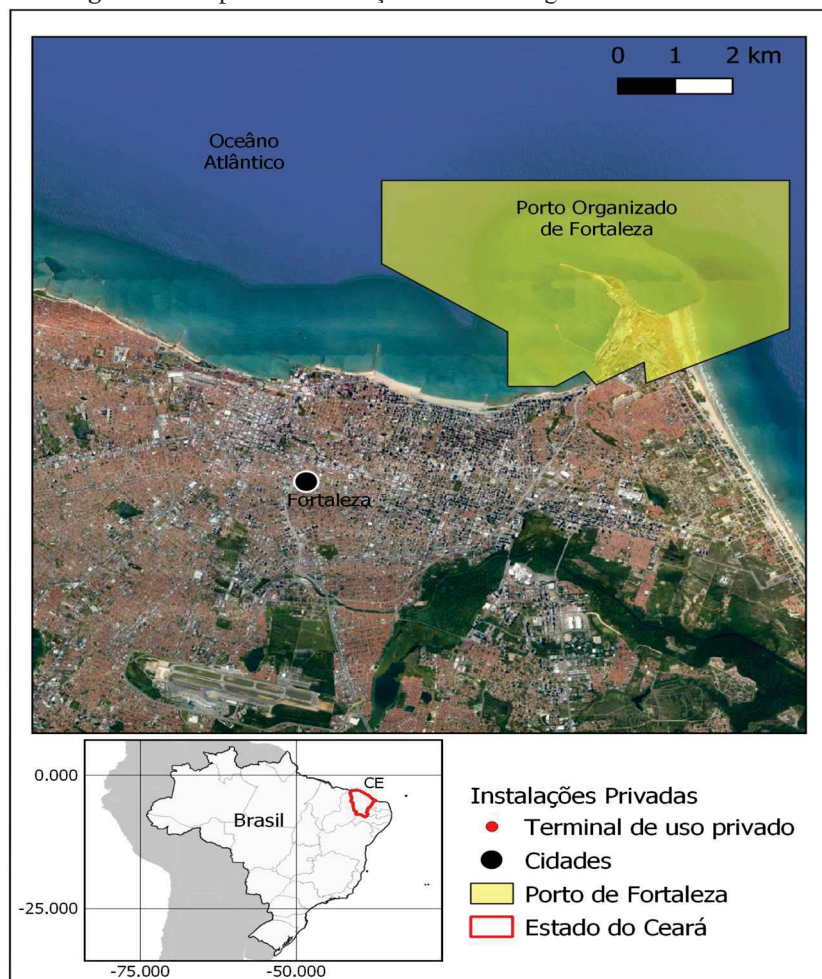 0 1 2 km
Oceâno
Atlântico
Porto Organizado
de Fortaleza
Fortaleza
0.000
CE
Brasil
-25.000
-75.000
-50.000
Instalações Privadas
Terminal de uso privado
Cidades
Porto de Fortaleza
Estado do Ceará